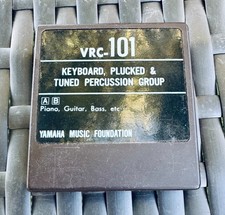 VRC-101
KEYBOARD, PLUCKED &
TUNED PERCUSSION GROUP
A B
Piano, Guitar, Bass, etc
YAMAHA MUSIC FOUNDATION